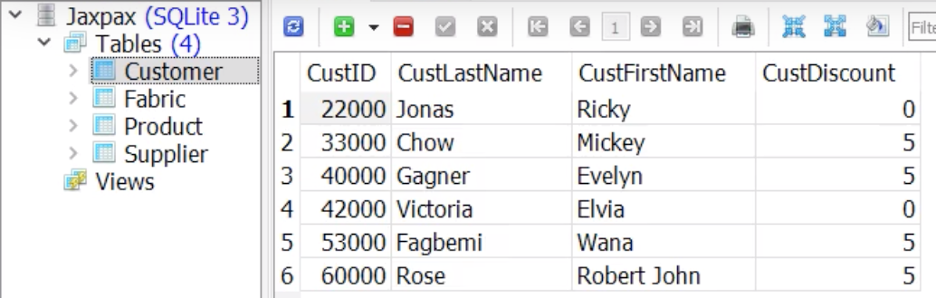 Jaxpax (SQLite 3)
Tables (4)
Customer
Fabric
Product
Supplier
Views
1
CustID CustLastName CustFirstName CustDiscount
1 22000 Jonas Ricky 0
2 33000 Chow Mickey 5
3 40000 Gagner Evelyn 5
4 42000 Victoria Elvia 0
5 53000 Fagbemi Wana 5
6 60000 Rose Robert John 5